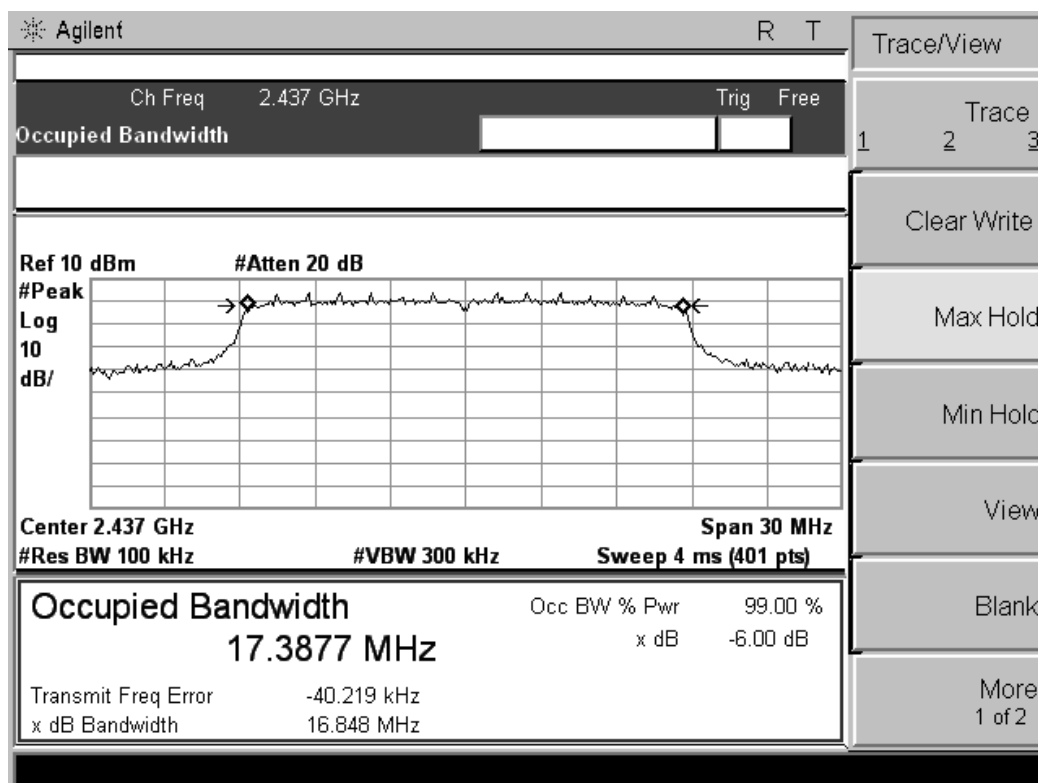 Agilent R T
Trace/View
Ch Freq 2.437 GHz Trig Free
Occupied Bandwidth
Trace
1 2 3
Clear Write
Ref 10 dBm #Atten 20 dB
#Peak
Log
10
dB/
Max Hold
Min Hold
View
Center 2.437 GHz Span 30 MHz
#Res BW 100 kHz #VBW 300 kHz Sweep 4 ms (401 pts)
Occupied Bandwidth
17.3877 MHz
Occ BW % Pwr 99.00 %
x dB -6.00 dB
Transmit Freq Error -40.219 kHz
x dB Bandwidth 16.848 MHz
Blank
More
1 of 2